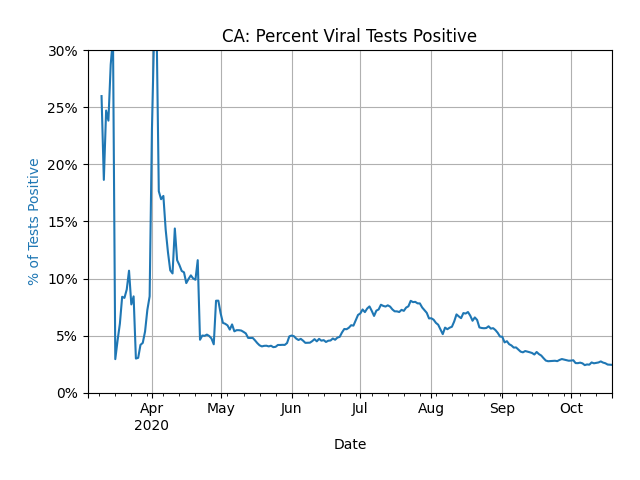 CA: Percent Viral Tests Positive
30%
25%
20%
15%
10%
5%
0%
% of Tests Positive
Apr May Jun Jul Aug Sep Oct
2020
Date